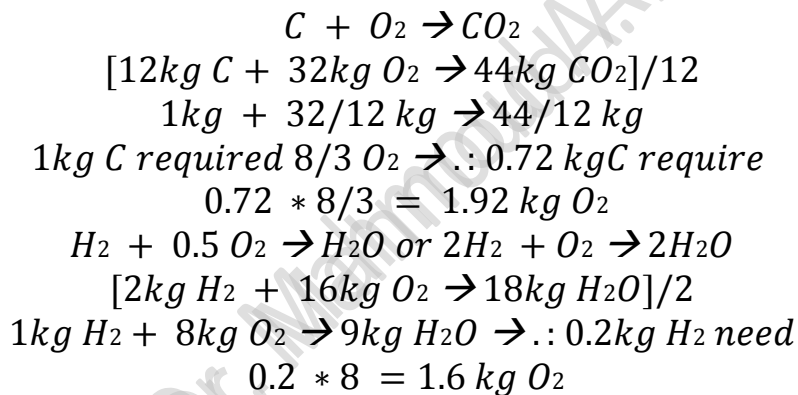 C + O2 → CO2
[12kg C + 32kg O2 → 44kg CO2]/12
1kg + 32/12 kg → 44/12 kg
1kg C required 8/3 O2 → .: 0.72 kgC require
0.72 * 8/3 = 1.92 kg O2
H2 + 0.5 O2 → H2O or 2H2 + O2 → 2H2O
[2kg H2 + 16kg O2 → 18kg H2O]/2
1kg H2 + 8kg O2 → 9kg H2O → .: 0.2kg H2 need
0.2 * 8 = 1.6 kg O2